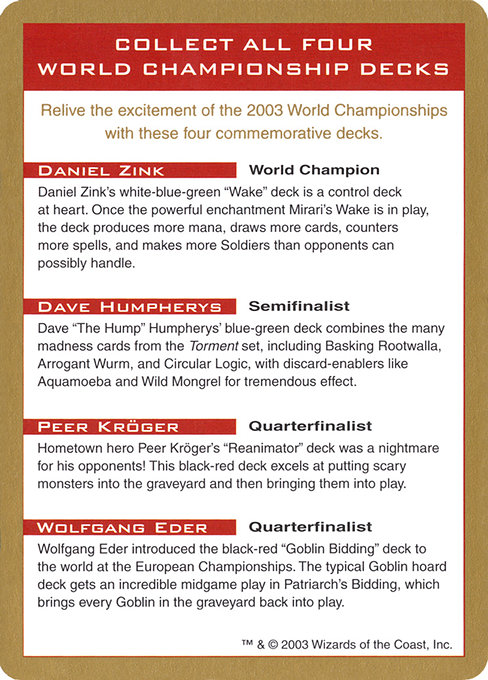 COLLECT ALL FOUR
WORLD CHAMPIONSHIP DECKS
Relive the excitement of the 2003 World Championships
with these four commemorative decks.
DANIEL ZINK World Champion
Daniel Zink's white-blue-green “Wake” deck is a control deck
at heart. Once the powerful enchantment Mirari's Wake is in play,
the deck produces more mana, draws more cards, counters
more spells, and makes more Soldiers than opponents can
possibly handle.
DAVE HUMPHERYS Semifinalist
Dave “The Hump” Humpherys' blue-green deck combines the many
madness cards from the Torment set, including Basking Rootwalla,
Arrogant Wurm, and Circular Logic, with discard-enablers like
Aquamoeba and Wild Mongrel for tremendous effect.
PEER KRÖGER Quarterfinalist
Hometown hero Peer Kröger's “Reanimator” deck was a nightmare
for his opponents! This black-red deck excels at putting scary
monsters into the graveyard and then bringing them into play.
WOLFGANG EDER Quarterfinalist
Wolfgang Eder introduced the black-red “Goblin Bidding” deck to
the world at the European Championships. The typical Goblin hoard
deck gets an incredible midgame play in Patriarch's Bidding, which
brings every Goblin in the graveyard back into play.
™ & © 2003 Wizards of the Coast, Inc.